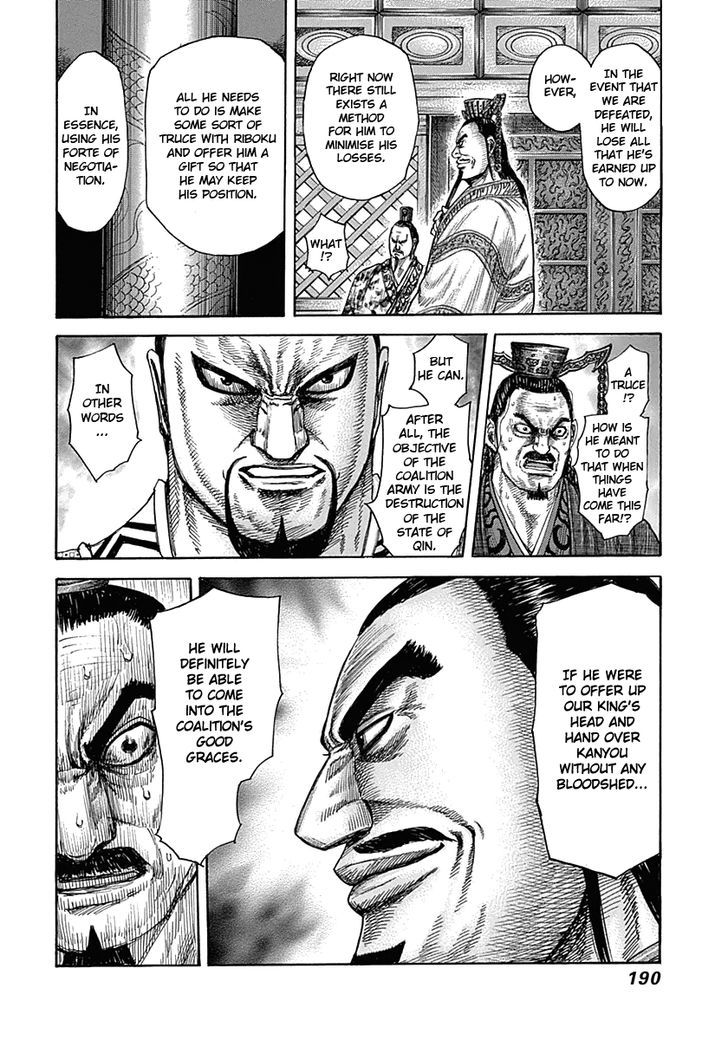 IN THE
EVENT THAT
WE ARE
DEFEATED,
HE WILL
LOSE ALL
THAT HE'S
EARNED UP
TO NOW.
HOW-
EVER,
RIGHT NOW
THERE STILL
EXISTS A
METHOD
FOR HIM TO
MINIMISE HIS
LOSSES.
WHAT
!?
ALL HE NEEDS
TO DO IS MAKE
SOME SORT OF
TRUCE WITH RIBOKU
AND OFFER HIM A
GIFT SO THAT
HE MAY KEEP
HIS POSITION.
IN
ESSENCE,
USING HIS
FORTE OF
NEGOTIA-
TION.
A
TRUCE
!?
HOW IS
HE MEANT
TO DO
THAT WHEN
THINGS
HAVE
COME THIS
FAR!?
BUT
HE CAN.
AFTER
ALL, THE
OBJECTIVE
OF THE
COALITION
ARMY IS THE
DESTRUCTION
OF THE
STATE OF
QIN.
IN
OTHER
WORDS
...
IF HE WERE
TO OFFER UP
OUR KING'S
HEAD AND
HAND OVER
KANYOU
WITHOUT ANY
BLOODSHED...
HE WILL
DEFINITELY
BE ABLE
TO COME
INTO THE
COALITION'S
GOOD
GRACES.
190